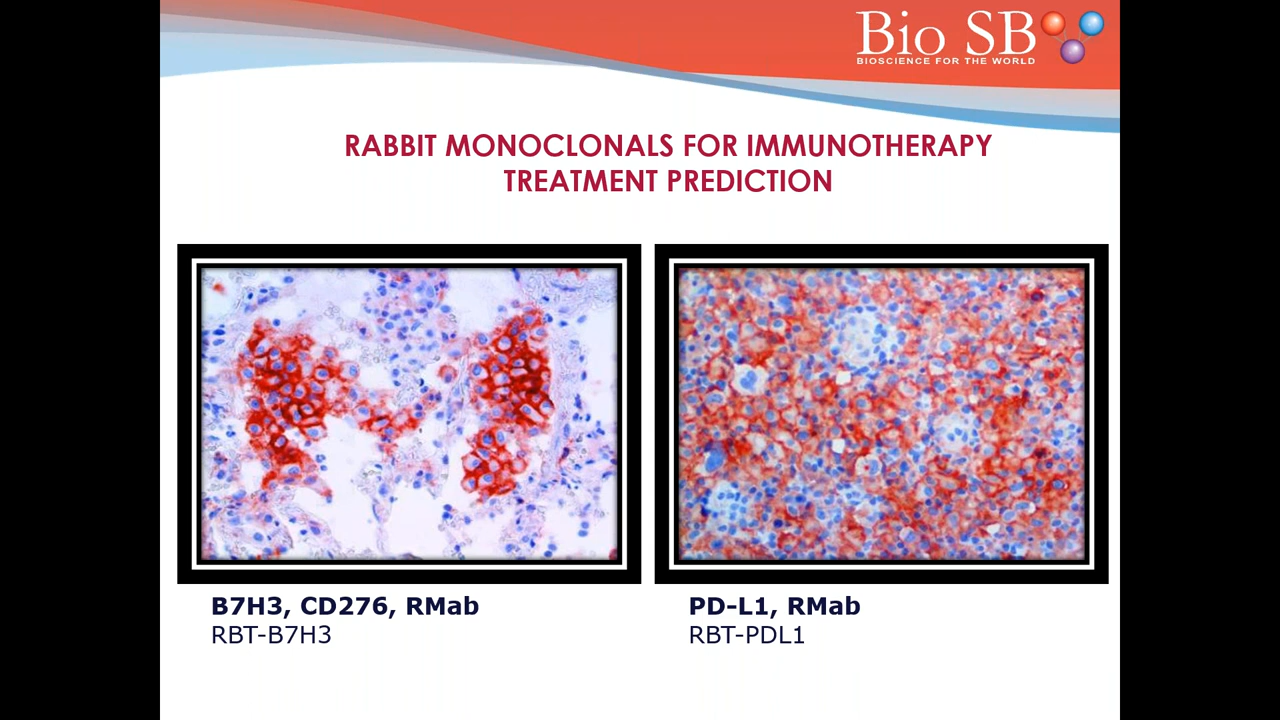 Bio SB
BIOSCIENCE FOR THE WORLD
RABBIT MONOCLONALS FOR IMMUNOTHERAPY
TREATMENT PREDICTION
B7H3, CD276, RMab
RBT-B7H3
PD-L1, RMab
RBT-PDL1